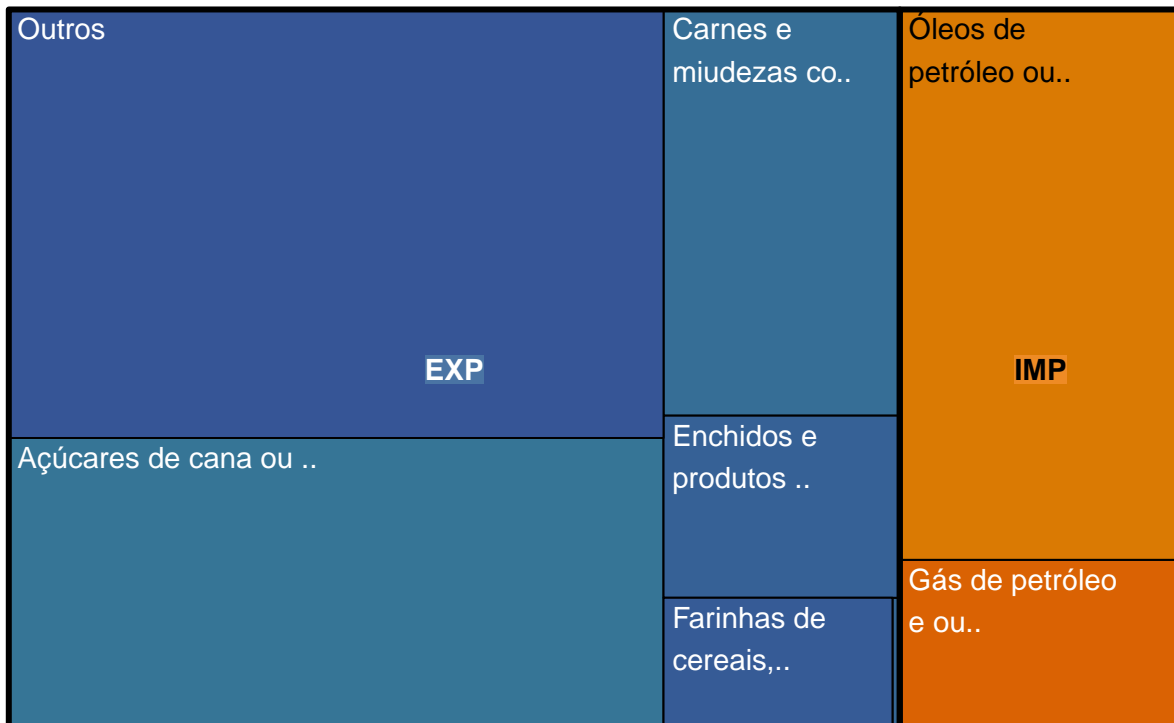 Outros
Carnes e
miudezas co..
Óleos de
petróleo ou..
EXP
IMP
Açúcares de cana ou ..
Enchidos e
produtos ..
Gás de petróleo
e ou..
Farinhas de
cereais,..